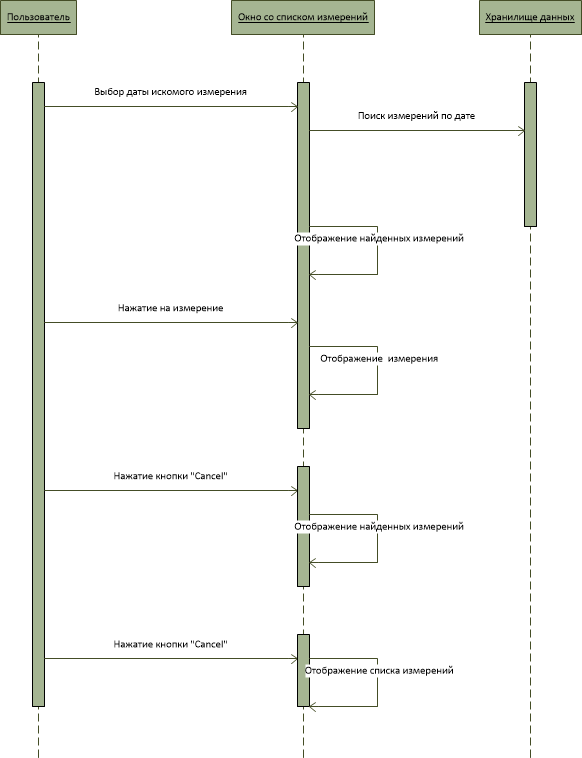 Пользователь
Окно со списком измерений
Хранилище данных
Выбор даты искомого измерения
Поиск измерений по дате
Отображение найденных измерений
Нажатие на измерение
Отображение измерения
Нажатие кнопки "Cancel"
Отображение найденных измерений
Нажатие кнопки "Cancel"
Отображение списка измерений